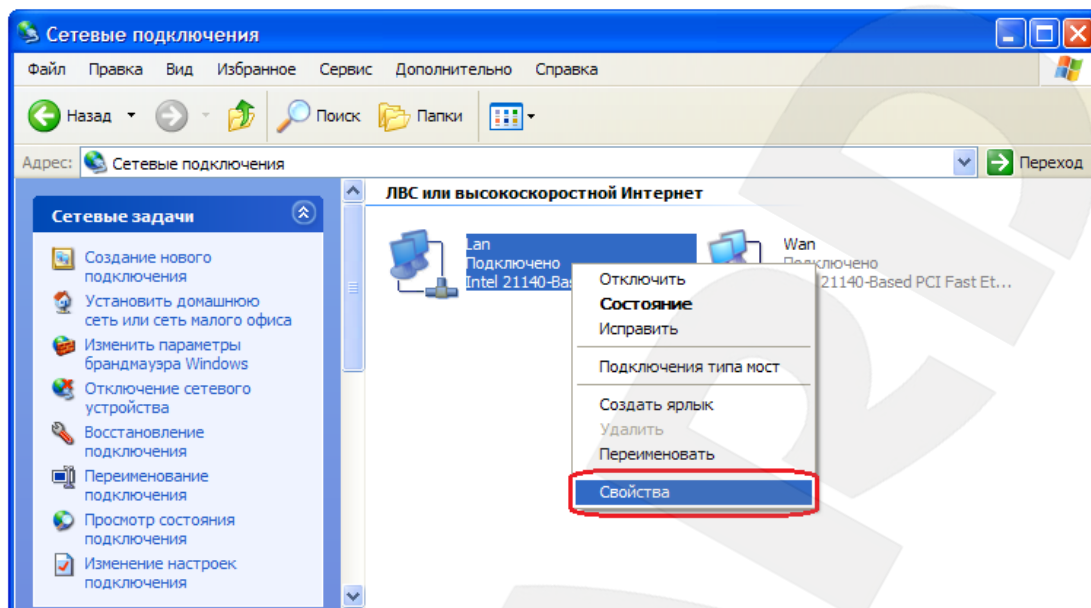 Сетевые подключения
Файл Правка Вид Избранное Сервис Дополнительно Справка
Назад Поиск Папки
Адрес: Сетевые подключения Переход
Сетевые задачи
Создание нового
подключения
Установить домашнюю
сеть или сеть малого офиса
Изменить параметры
брандмауэра Windows
Отключение сетевого
устройства
Восстановление
подключения
Переименование
подключения
Просмотр состояния
подключения
Изменение настроек
подключения
ЛВС или высокоскоростной Интернет
Lan
Подключено
Intel 21140-Bas
Wan
Подключено
21140-Based PCI Fast Et...
Отключить
Состояние
Исправить
Подключения типа мост
Создать ярлык
Удалить
Переименовать
Свойства